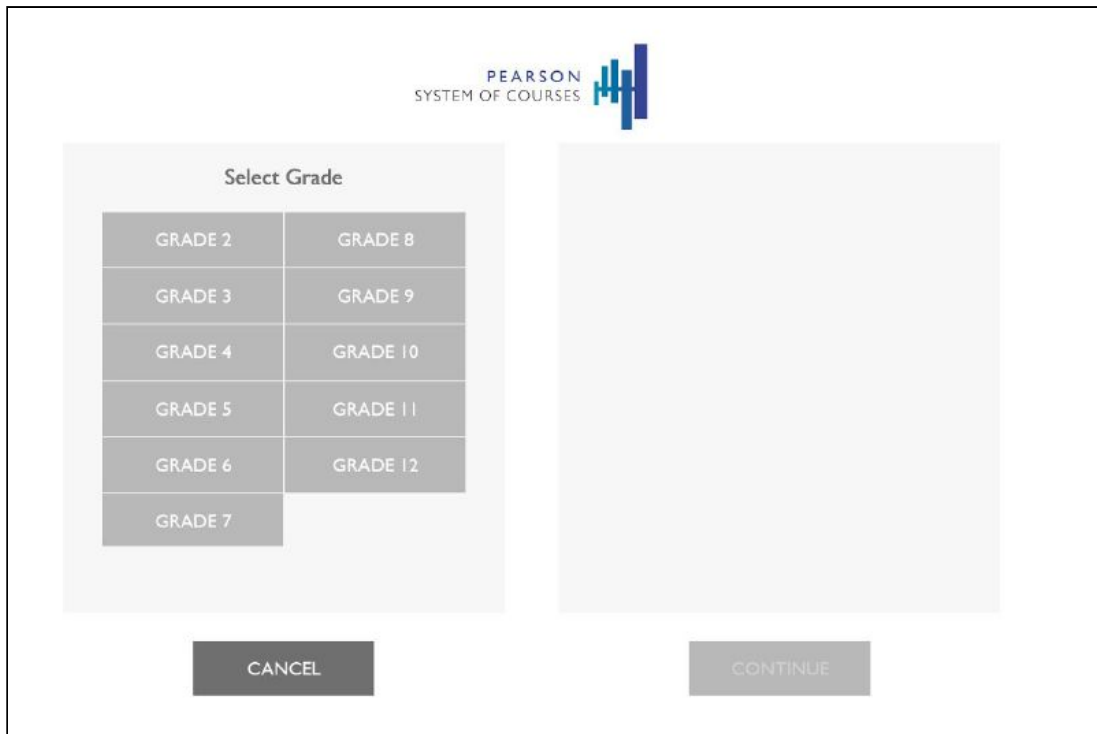 PEARSON
SYSTEM OF COURSES
Select Grade
GRADE 2
GRADE 3
GRADE 4
GRADE 5
GRADE 6
GRADE 7
GRADE 8
GRADE 9
GRADE 10
GRADE 11
GRADE 12
CANCEL
CONTINUE